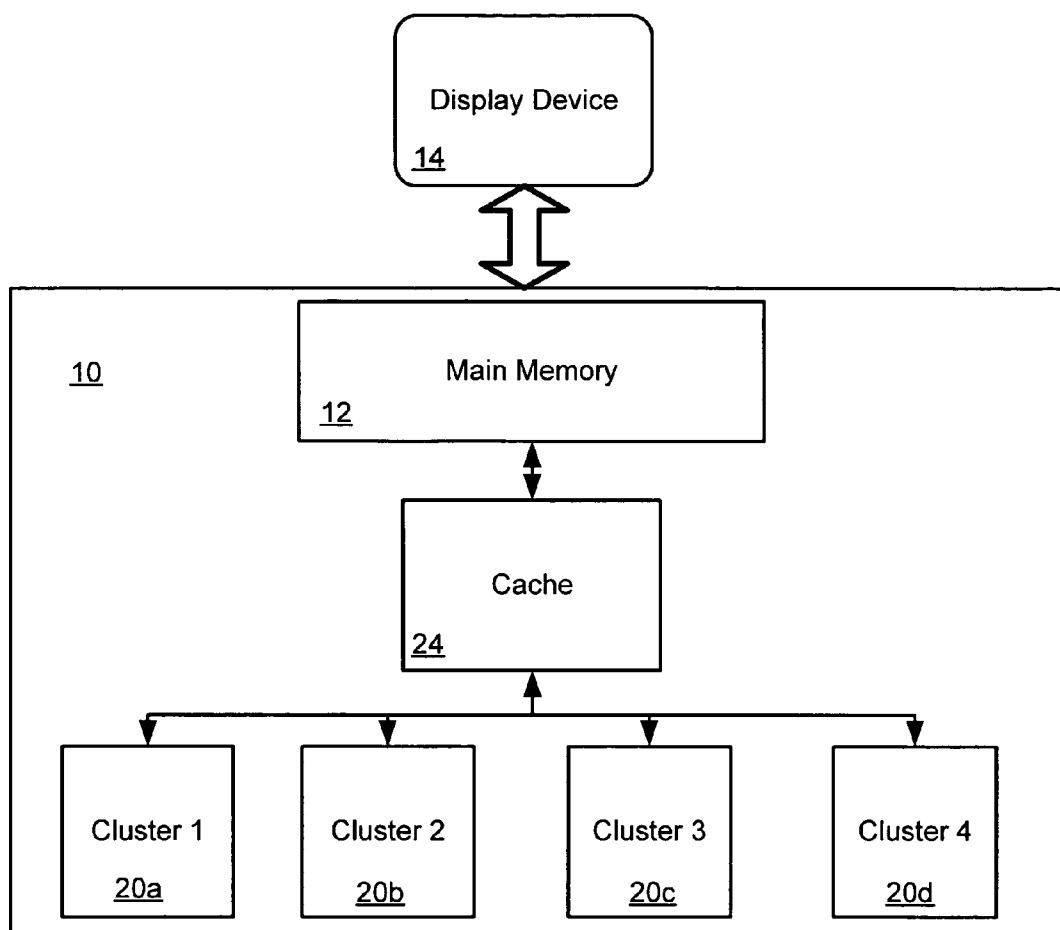 Display Device
14
10
Main Memory
12
Cache
24
Cluster 1
20a
Cluster 2
20b
Cluster 3
20c
Cluster 4
20d